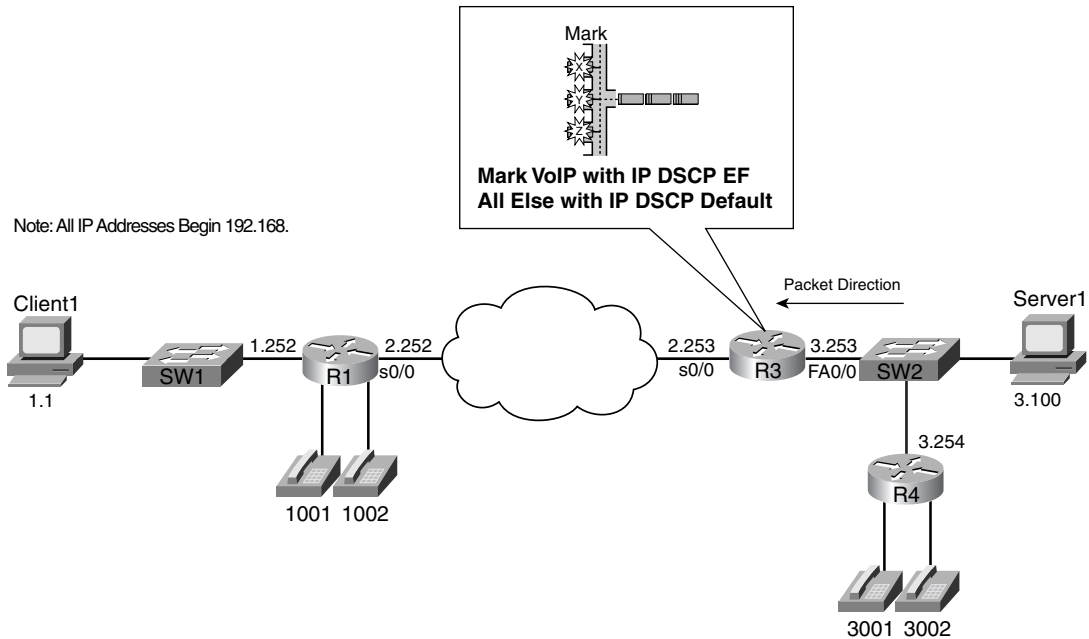 Mark
X
Y
Z
Mark VoIP with IP DSCP EF
All Else with IP DSCP Default
Note: All IP Addresses Begin 192.168.
Packet Direction
Client1
Server1
1.252
2.252
2.253
3.253
SW1
R1
s0/0
s0/0
R3
FA0/0
SW2
1.1
3.100
3.254
R4
1001 1002
3001 3002